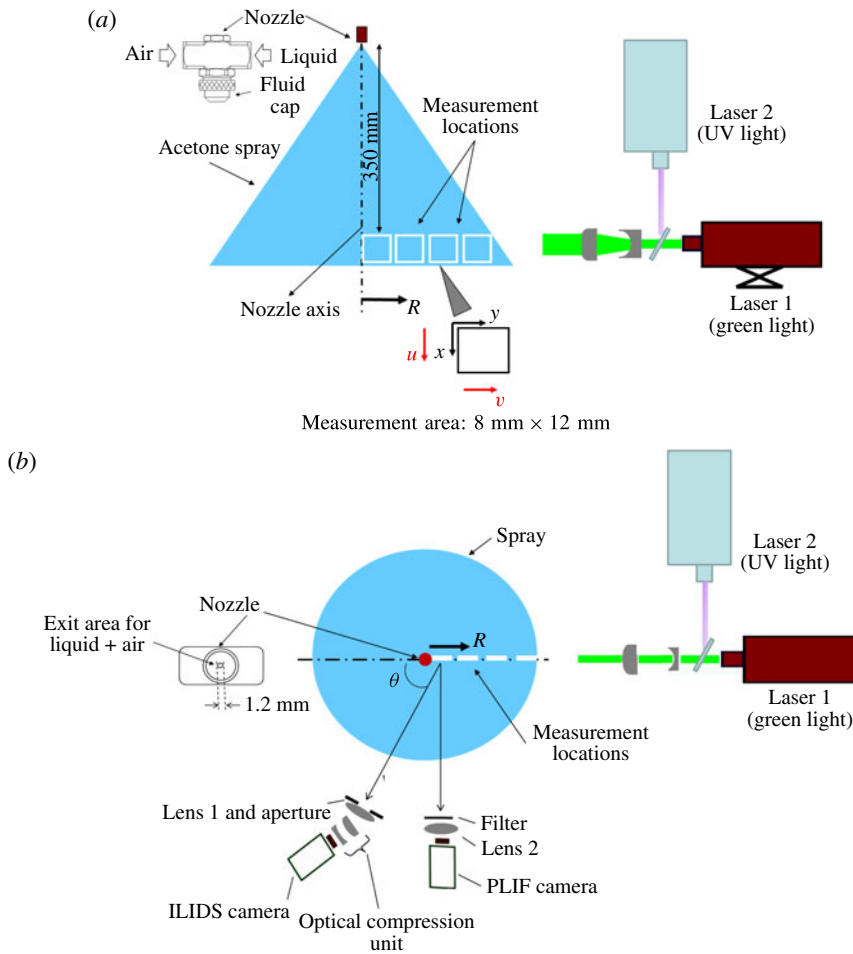 (a)
Nozzle
Air
Liquid
Fluid
cap
Acetone spray
350 mm
Measurement
locations
Laser 2
(UV light)
Nozzle axis
R
Laser 1
(green light)
y
u
x
v
Measurement area: 8 mm × 12 mm
(b)
Spray
Laser 2
(UV light)
Nozzle
Exit area for
liquid + air
R
θ
1.2 mm
Laser 1
(green light)
Measurement
locations
Lens 1 and aperture
Filter
Lens 2
PLIF camera
ILIDS camera
Optical compression
unit